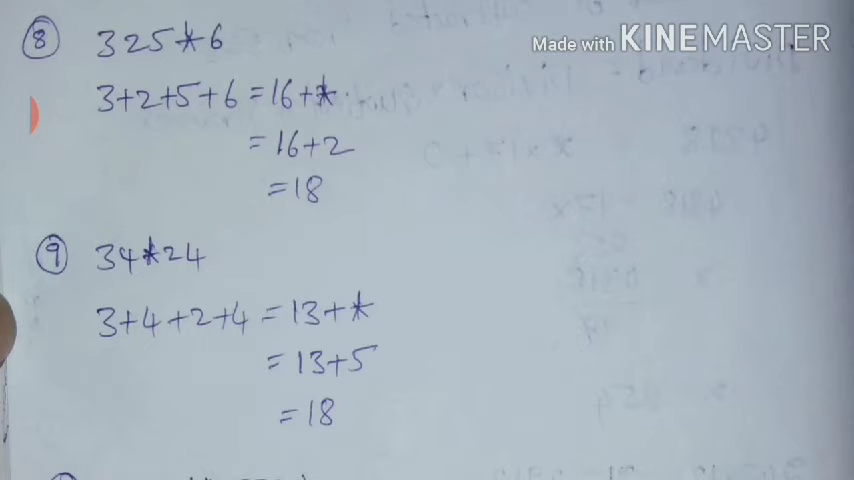 Made with KINEMASTER
⑧ 325*6
3+2+5+6 = 16+*
= 16+2
= 18
⑨ 34*24
3+4+2+4 = 13+*
= 13+5
= 18